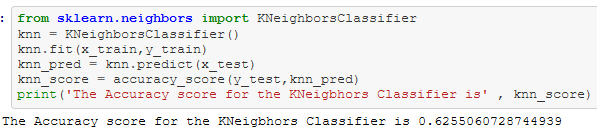 : from sklearn.neighbors import KNeighborsClassifier
knn = KNeighborsClassifier()
knn.fit(x_train,y_train)
knn_pred = knn.predict(x_test)
knn_score = accuracy_score(y_test,knn_pred)
print('The Accuracy score for the KNeigbhors Classifier is' , knn_score)
The Accuracy score for the KNeigbhors Classifier is 0.6255060728744939